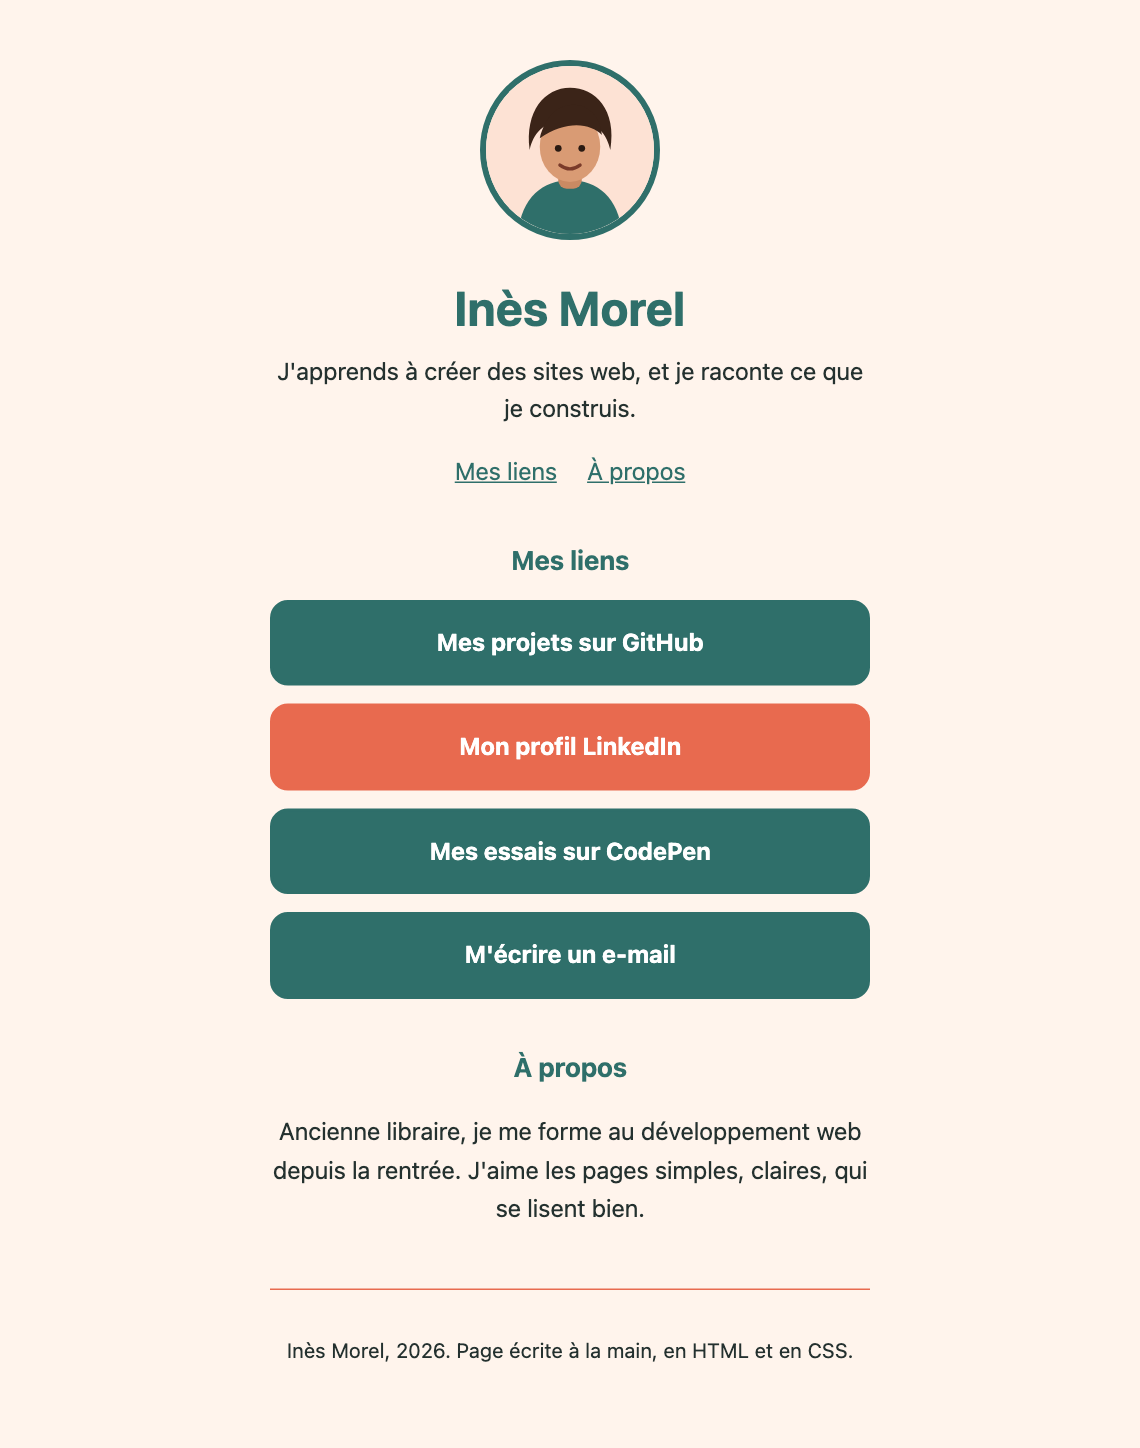 Inès Morel
J'apprends à créer des sites web, et je raconte ce que
je construis.
Mes liens À propos
Mes liens
Mes projets sur GitHub
Mon profil LinkedIn
Mes essais sur CodePen
M'écrire un e-mail
À propos
Ancienne libraire, je me forme au développement web
depuis la rentrée. J'aime les pages simples, claires, qui
se lisent bien.
Inès Morel, 2026. Page écrite à la main, en HTML et en CSS.